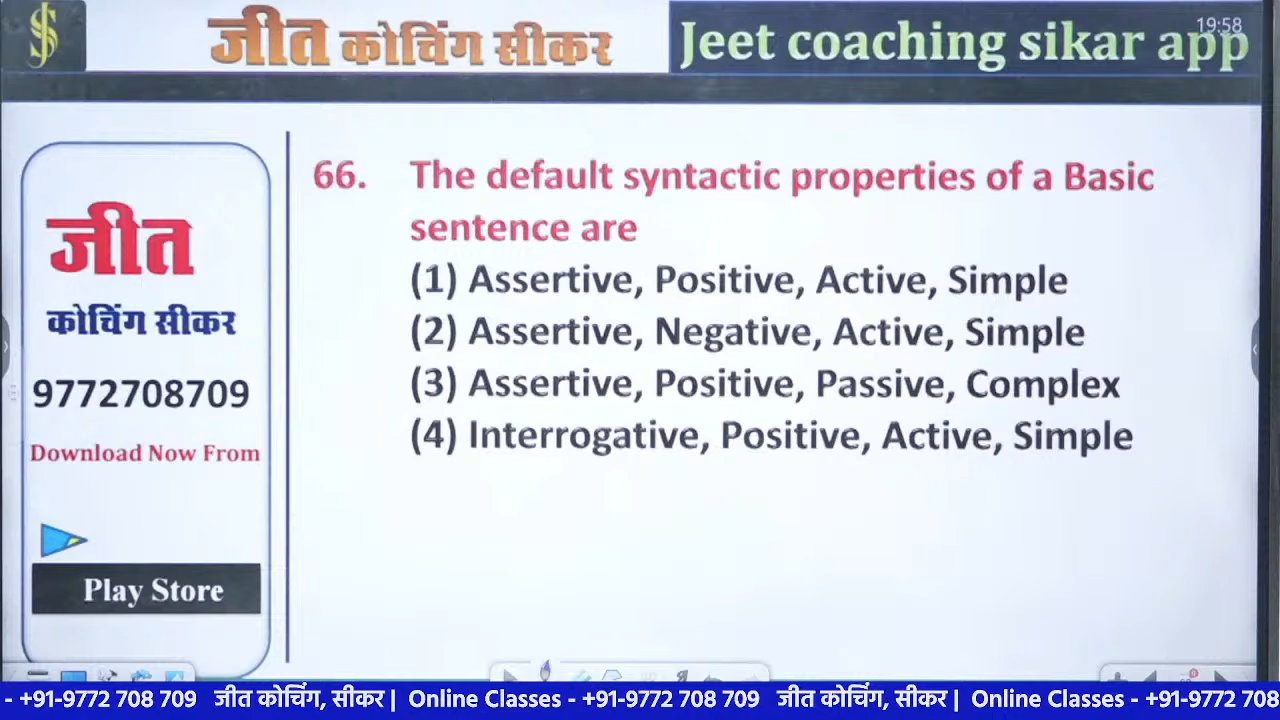 जीत कोचिंग सीकर
Jeet coaching sikar app
19:58
जीत
कोचिंग सीकर
9772708709
Download Now From
Play Store
66. The default syntactic properties of a Basic
sentence are
(1) Assertive, Positive, Active, Simple
(2) Assertive, Negative, Active, Simple
(3) Assertive, Positive, Passive, Complex
(4) Interrogative, Positive, Active, Simple
- +91-9772 708 709 जीत कोचिंग, सीकर | Online Classes - +91-9772 708 709 जीत कोचिंग, सीकर | Online Classes - +91-9772 708